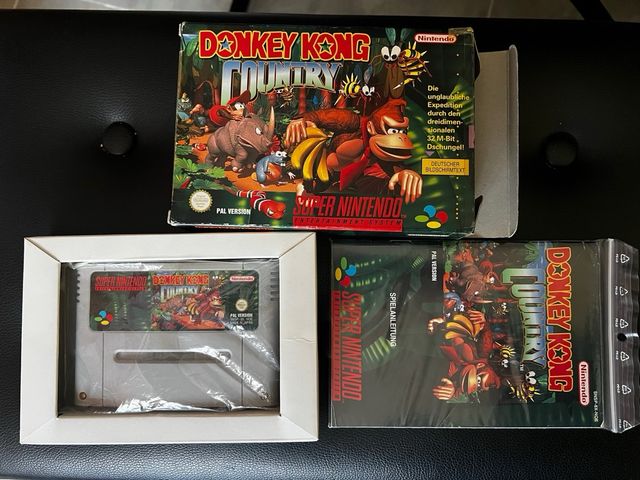 DONKEY KONG
COUNTRY
Nintendo
Die
unglaubliche
Expedition
durch den
dreidimen-
sionalen
32 M-Bit
Dschungel!
DEUTSCHER
BILDSCHIRMTEXT
PAL VERSION
SUPER NINTENDO
ENTERTAINMENT SYSTEM
SUPER NINTENDO
DONKEY KONG
COUNTRY
Nintendo
PAL VERSION
DONKEY KONG
COUNTRY
Nintendo
PAL VERSION
SPIELANLEITUNG
SUPER NINTENDO